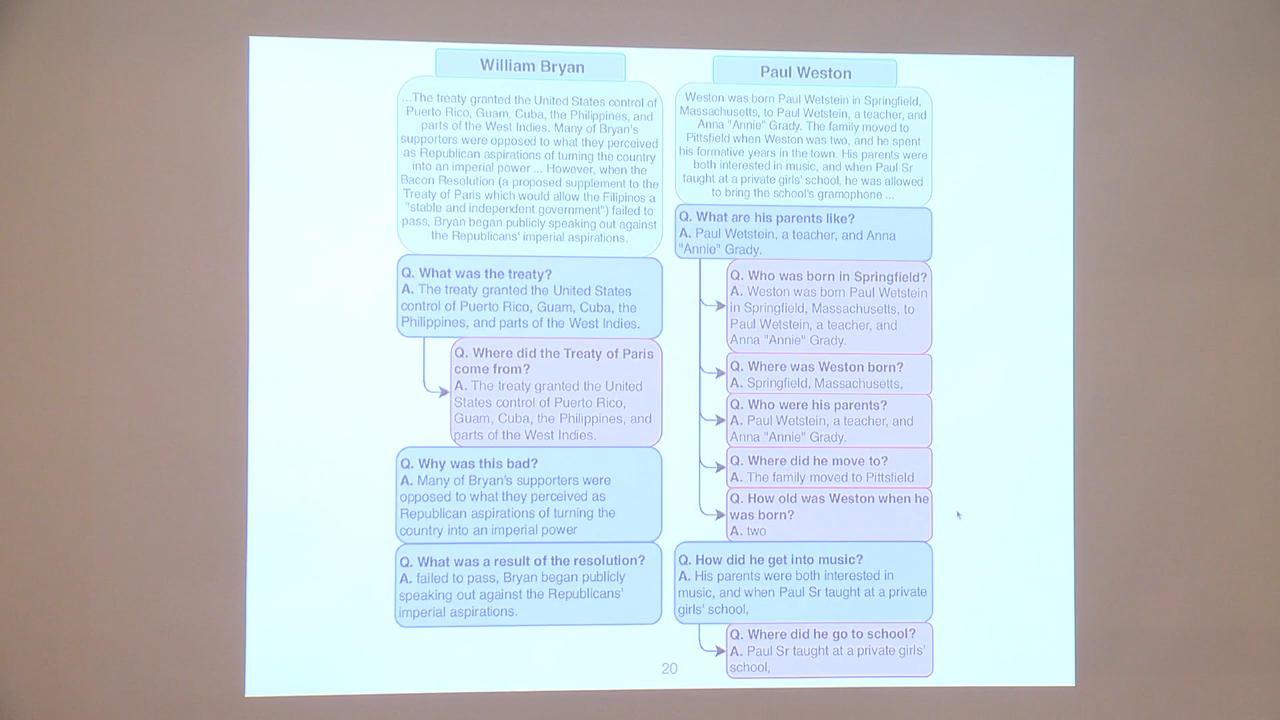 William Bryan
...The treaty granted the United States control of
Puerto Rico, Guam, Cuba, the Philippines, and
parts of the West Indies. Many of Bryan's
supporters were opposed to what they perceived
as Republican aspirations of turning the country
into an imperial power ... However, when the
Bacon Resolution (a proposed supplement to the
Treaty of Paris which would allow the Filipinos a
"stable and independent government") failed to
pass, Bryan began publicly speaking out against
the Republicans' imperial aspirations.
Q. What was the treaty?
A. The treaty granted the United States
control of Puerto Rico, Guam, Cuba, the
Philippines, and parts of the West Indies.
Q. Where did the Treaty of Paris
come from?
A. The treaty granted the United
States control of Puerto Rico,
Guam, Cuba, the Philippines, and
parts of the West Indies.
Q. Why was this bad?
A. Many of Bryan's supporters were
opposed to what they perceived as
Republican aspirations of turning the
country into an imperial power
Q. What was a result of the resolution?
A. failed to pass, Bryan began publicly
speaking out against the Republicans'
imperial aspirations.
Paul Weston
Weston was born Paul Wetstein in Springfield,
Massachusetts, to Paul Wetstein, a teacher, and
Anna "Annie" Grady. The family moved to
Pittsfield when Weston was two, and he spent
his formative years in the town. His parents were
both interested in music, and when Paul Sr
taught at a private girls' school, he was allowed
to bring the school's gramophone ...
Q. What are his parents like?
A. Paul Wetstein, a teacher, and Anna
"Annie" Grady.
Q. Who was born in Springfield?
A. Weston was born Paul Wetstein
in Springfield, Massachusetts, to
Paul Wetstein, a teacher, and
Anna "Annie" Grady.
Q. Where was Weston born?
A. Springfield, Massachusetts,
Q. Who were his parents?
A. Paul Wetstein, a teacher, and
Anna "Annie" Grady.
Q. Where did he move to?
A. The family moved to Pittsfield
Q. How old was Weston when he
was born?
A. two
Q. How did he get into music?
A. His parents were both interested in
music, and when Paul Sr taught at a private
girls' school,
Q. Where did he go to school?
A. Paul Sr taught at a private girls'
school,
20